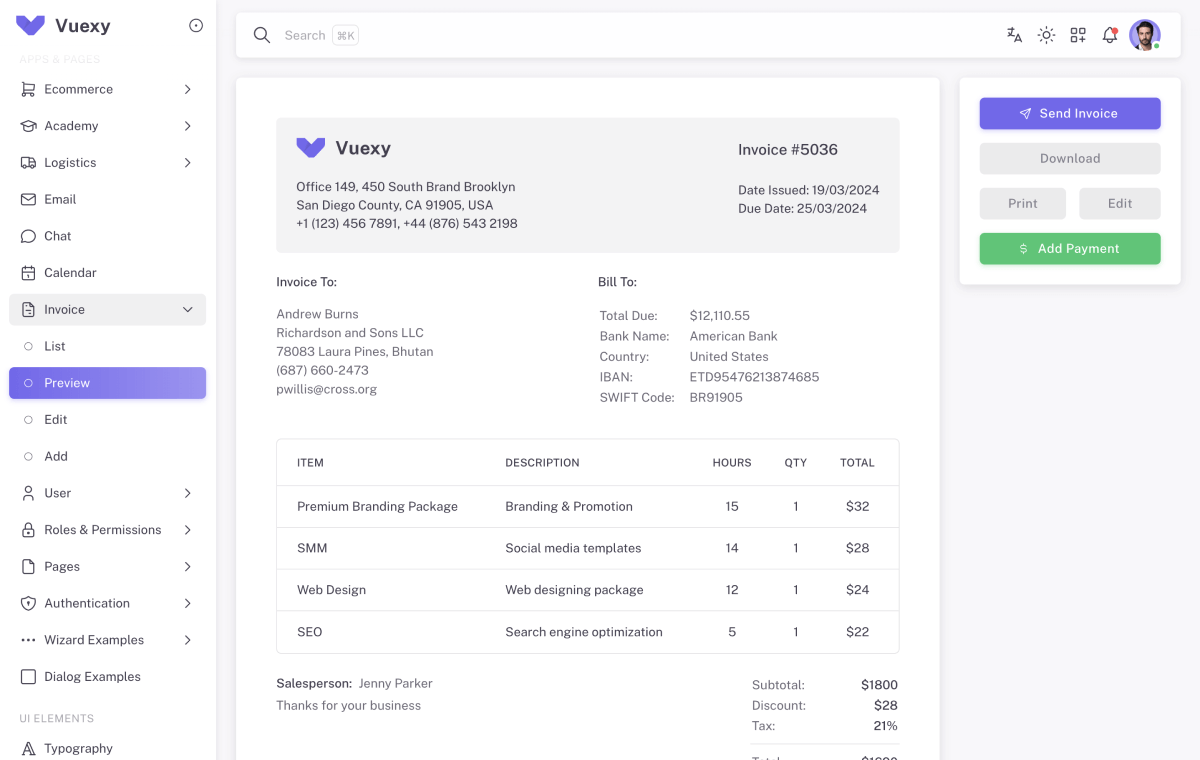 Vuexy
APPS & PAGES
Ecommerce
Academy
Logistics
Email
Chat
Calendar
Invoice
List
Preview
Edit
Add
User
Roles & Permissions
Pages
Authentication
Wizard Examples
Dialog Examples
UI ELEMENTS
Typography
Search ⌘K
Vuexy
Office 149, 450 South Brand Brooklyn
San Diego County, CA 91905, USA
+1 (123) 456 7891, +44 (876) 543 2198
Invoice #5036
Date Issued: 19/03/2024
Due Date: 25/03/2024
Invoice To:
Andrew Burns
Richardson and Sons LLC
78083 Laura Pines, Bhutan
(687) 660-2473
pwillis@cross.org
Bill To:
Total Due: $12,110.55
Bank Name: American Bank
Country: United States
IBAN: ETD95476213874685
SWIFT Code: BR91905
ITEM DESCRIPTION HOURS QTY TOTAL
Premium Branding Package Branding & Promotion 15 1 $32
SMM Social media templates 14 1 $28
Web Design Web designing package 12 1 $24
SEO Search engine optimization 5 1 $22
Salesperson: Jenny Parker
Thanks for your business
Subtotal: $1800
Discount: $28
Tax: 21%
Send Invoice
Download
Print Edit
$ Add Payment